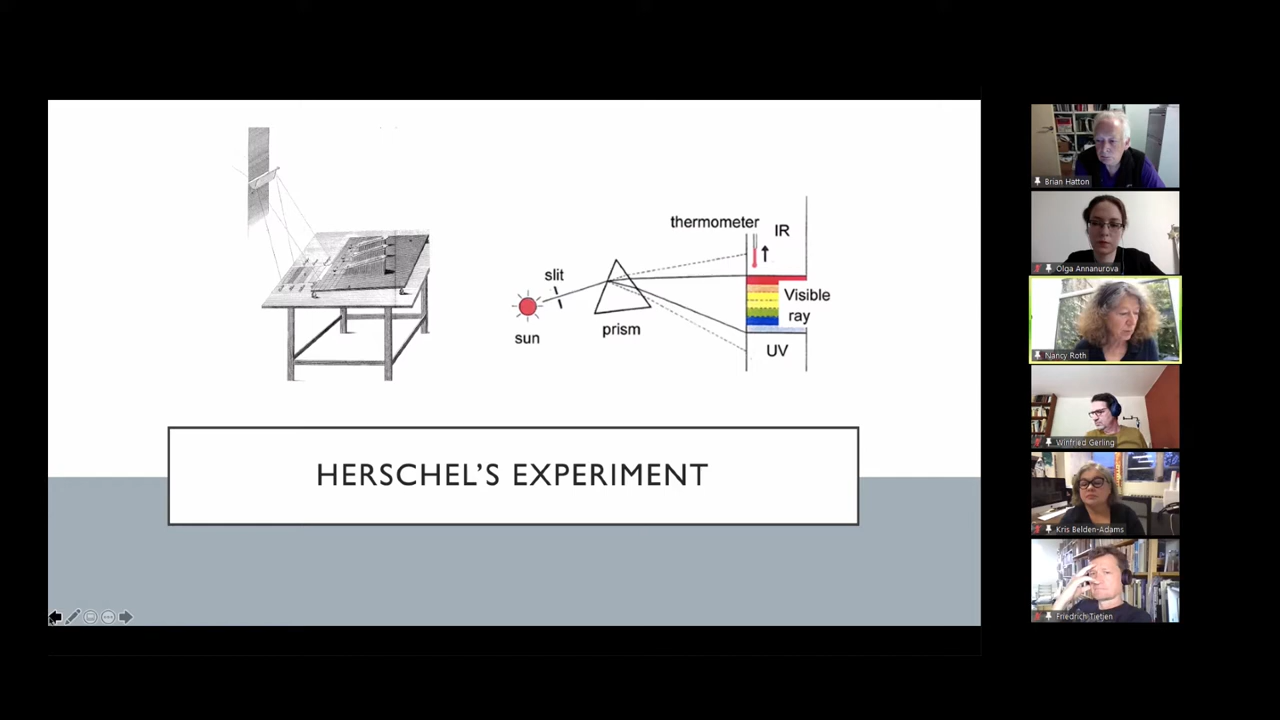 thermometer
IR
slit
Visible
ray
sun
prism
UV
HERSCHEL'S EXPERIMENT
Brian Hatton
Olga Annanurova
Nancy Roth
Winfried Gerling
Kris Belden-Adams
Friedrich Tietjen